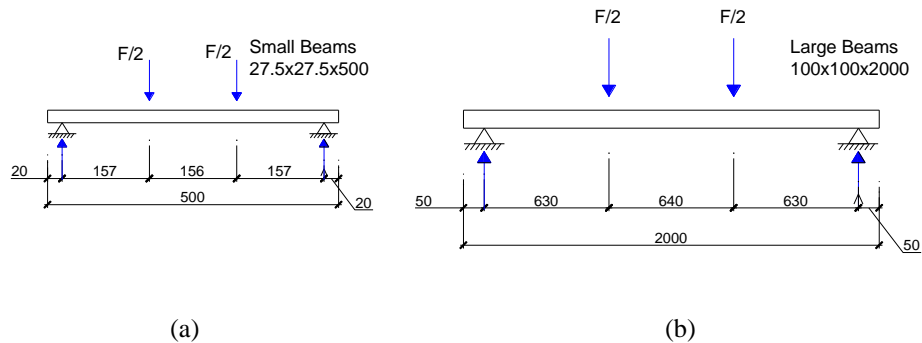 F/2
F/2
Small Beams
27.5x27.5x500
20
157
156
157
20
500
(a)
F/2
F/2
Large Beams
100x100x2000
50
630
640
630
50
2000
(b)